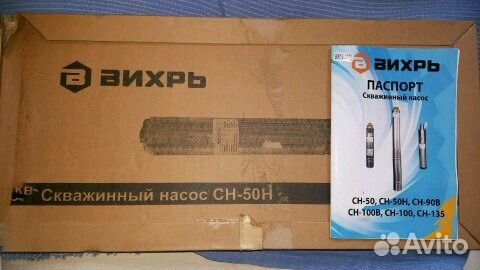 ВИХРЬ
КВ
Скважинный насос СН-50Н
ВИХРЬ
ПАСПОРТ
Скважинный насос
СН-50, СН-50Н, СН-90В
СН-100В, СН-100, СН-135
Avito